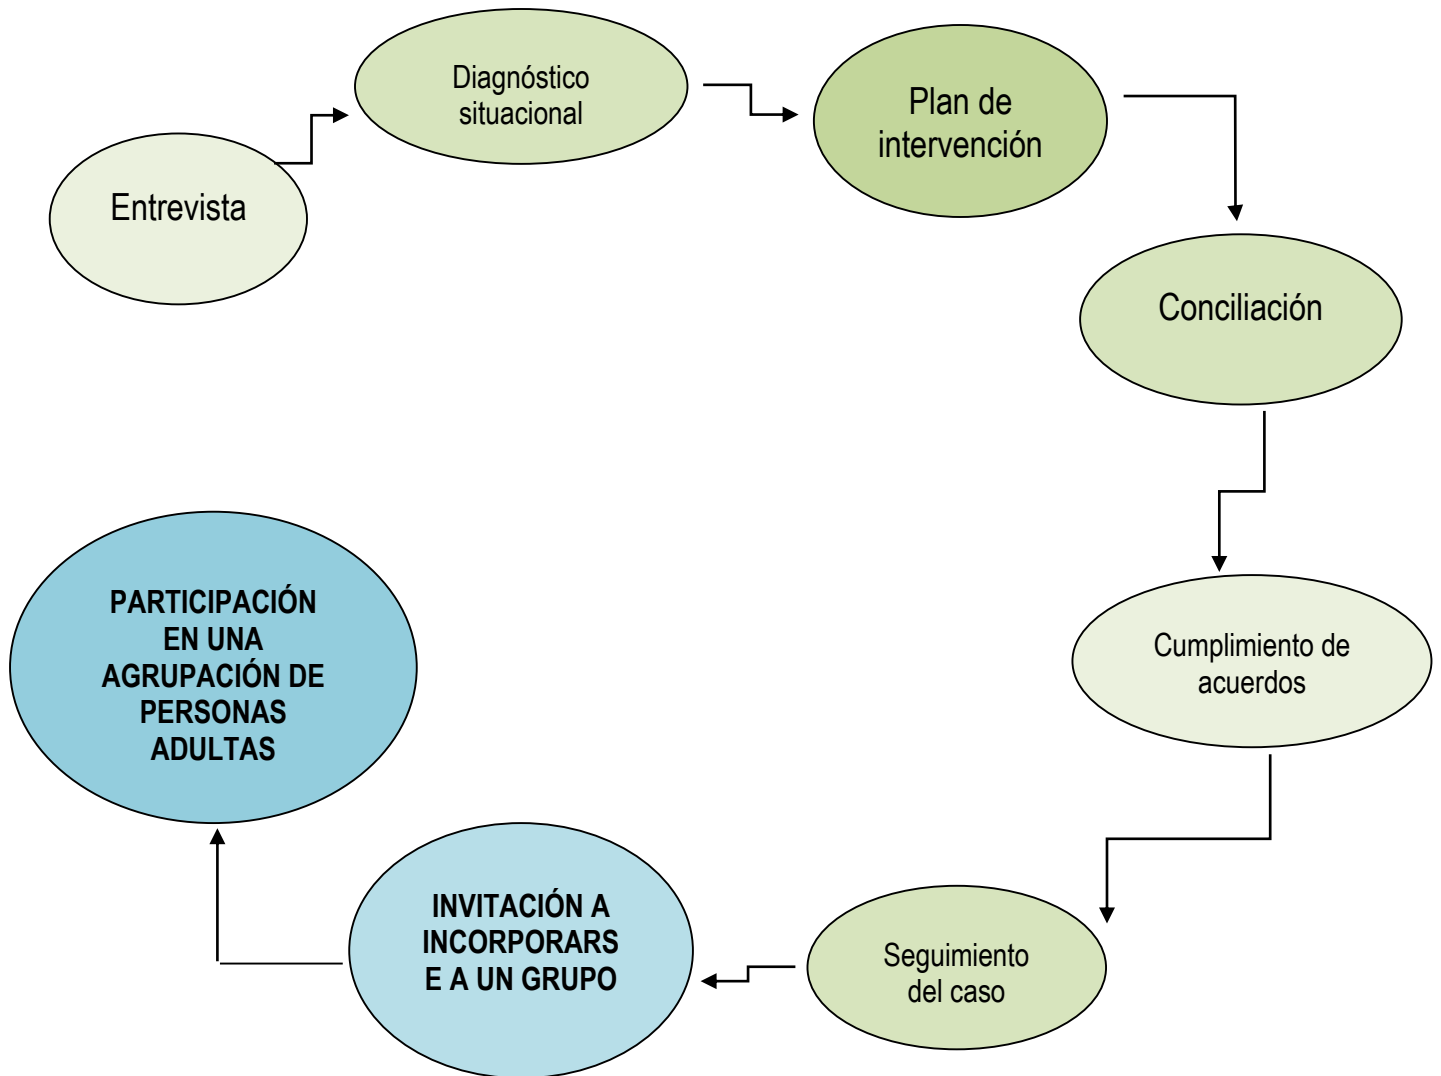 Entrevista
Diagnóstico
situacional
Plan de
intervención
Conciliación
Cumplimiento de
acuerdos
Seguimiento
del caso
INVITACIÓN A
INCORPORARS
E A UN GRUPO
PARTICIPACIÓN
EN UNA
AGRUPACIÓN DE
PERSONAS
ADULTAS